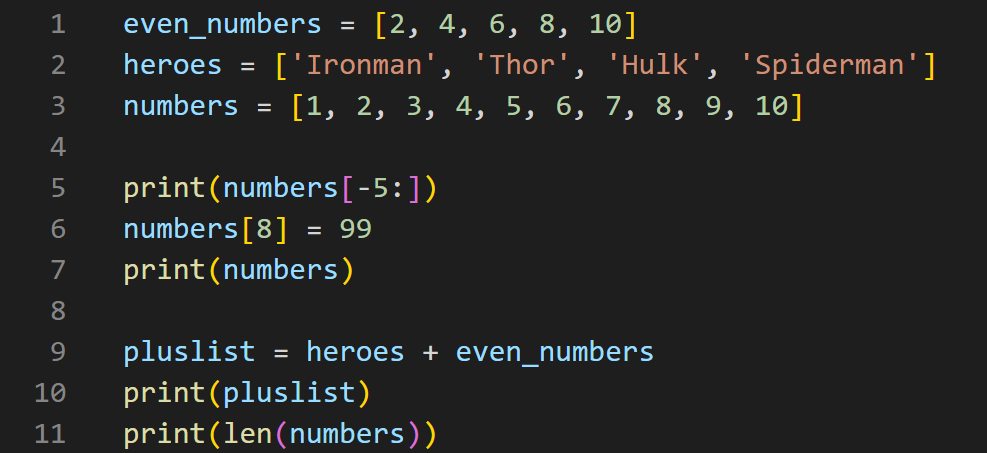 1 even_numbers = [2, 4, 6, 8, 10]
2 heroes = ['Ironman', 'Thor', 'Hulk', 'Spiderman']
3 numbers = [1, 2, 3, 4, 5, 6, 7, 8, 9, 10]
4
5 print(numbers[-5:])
6 numbers[8] = 99
7 print(numbers)
8
9 pluslist = heroes + even_numbers
10 print(pluslist)
11 print(len(numbers))